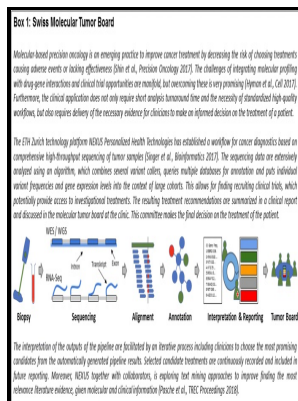 Box 1: Swiss Molecular Tumor Board
Molecular-based precision oncology is an emerging practice to improve cancer treatment by decreasing the risk of choosing treatments
causing adverse events or lacking effectiveness (Shin et al., Precision Oncology 2017). The challenges of integrating molecular profiling
with drug-gene interactions and clinical trial opportunities are manifold, but overcoming these is very promising (Hyman et al., Cell 2017).
Furthermore, the clinical application does not only require short analysis turnaround time and the necessity of standardized high-quality
workflows, but also requires delivery of the necessary evidence for clinicians to make an informed decision on the treatment of a patient.
The ETH Zurich technology platform NEXUS Personalized Health Technologies has established a workflow for cancer diagnostics based on
comprehensive high-throughput sequencing of tumor samples (Singer et al., Bioinformatics 2017). The sequencing data are extensively
analyzed using an algorithm, which combines several variant callers, queries multiple databases for annotation and puts individual
variant frequencies and gene expression levels into the context of large cohorts. This allows for finding recruiting clinical trials, which
potentially provide access to investigational treatments. The resulting treatment recommendations are summarized in a clinical report
and discussed in the molecular tumor board at the clinic. This committee makes the final decision on the treatment of the patient.
WES / WGS
Intron
Transcript
Exon
RNA-Seq
Biopsy
Sequencing
Alignment
Annotation
Interpretation & Reporting
Tumor Board
The interpretation of the outputs of the pipeline are facilitated by an iterative process including clinicians to choose the most promising
candidates from the automatically generated pipeline results. Selected candidate treatments are continuously recorded and included in
future reporting. Moreover, NEXUS together with collaborators, is exploring text mining approaches to improve finding the most
relevance literature evidence, given molecular and clinical information (Pasche et al., TREC Proceedings 2018).